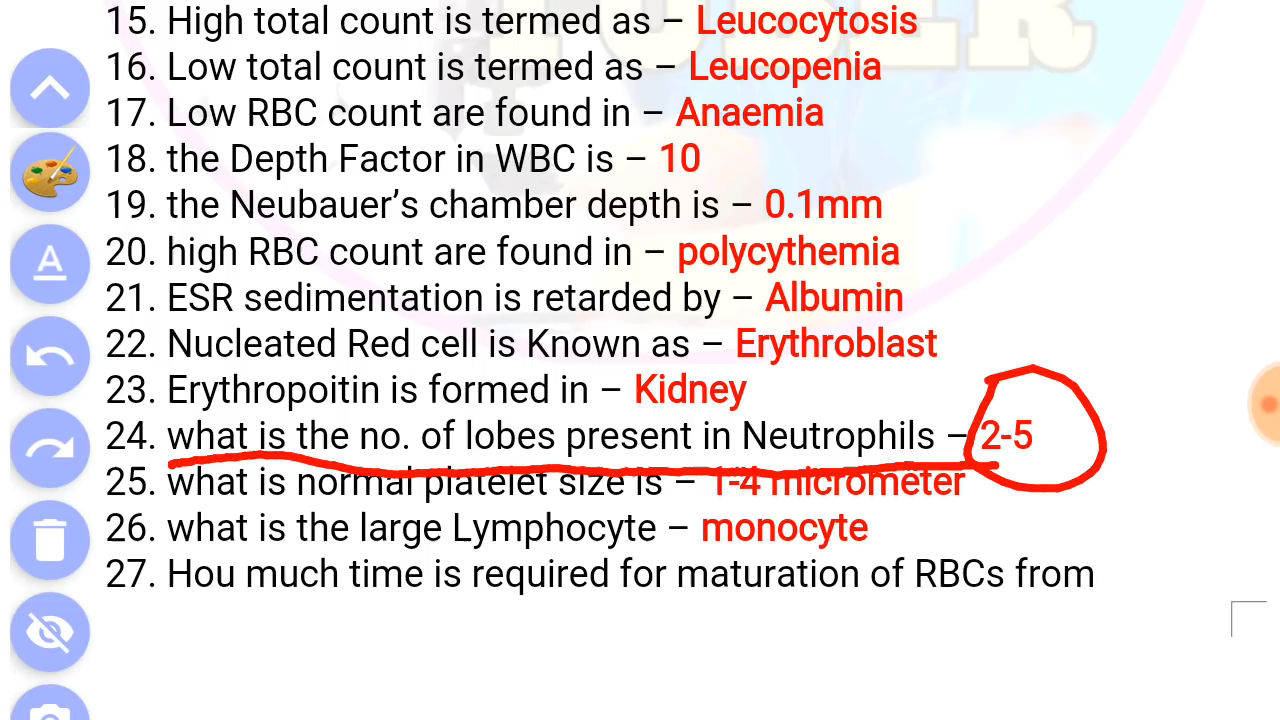 15. High total count is termed as – Leucocytosis
16. Low total count is termed as – Leucopenia
17. Low RBC count are found in – Anaemia
18. the Depth Factor in WBC is – 10
19. the Neubauer’s chamber depth is – 0.1mm
20. high RBC count are found in – polycythemia
21. ESR sedimentation is retarded by – Albumin
22. Nucleated Red cell is Known as – Erythroblast
23. Erythropoitin is formed in – Kidney
24. what is the no. of lobes present in Neutrophils – 2-5
25. what is normal platelet size is – 1-4 micrometer
26. what is the large Lymphocyte – monocyte
27. Hou much time is required for maturation of RBCs from